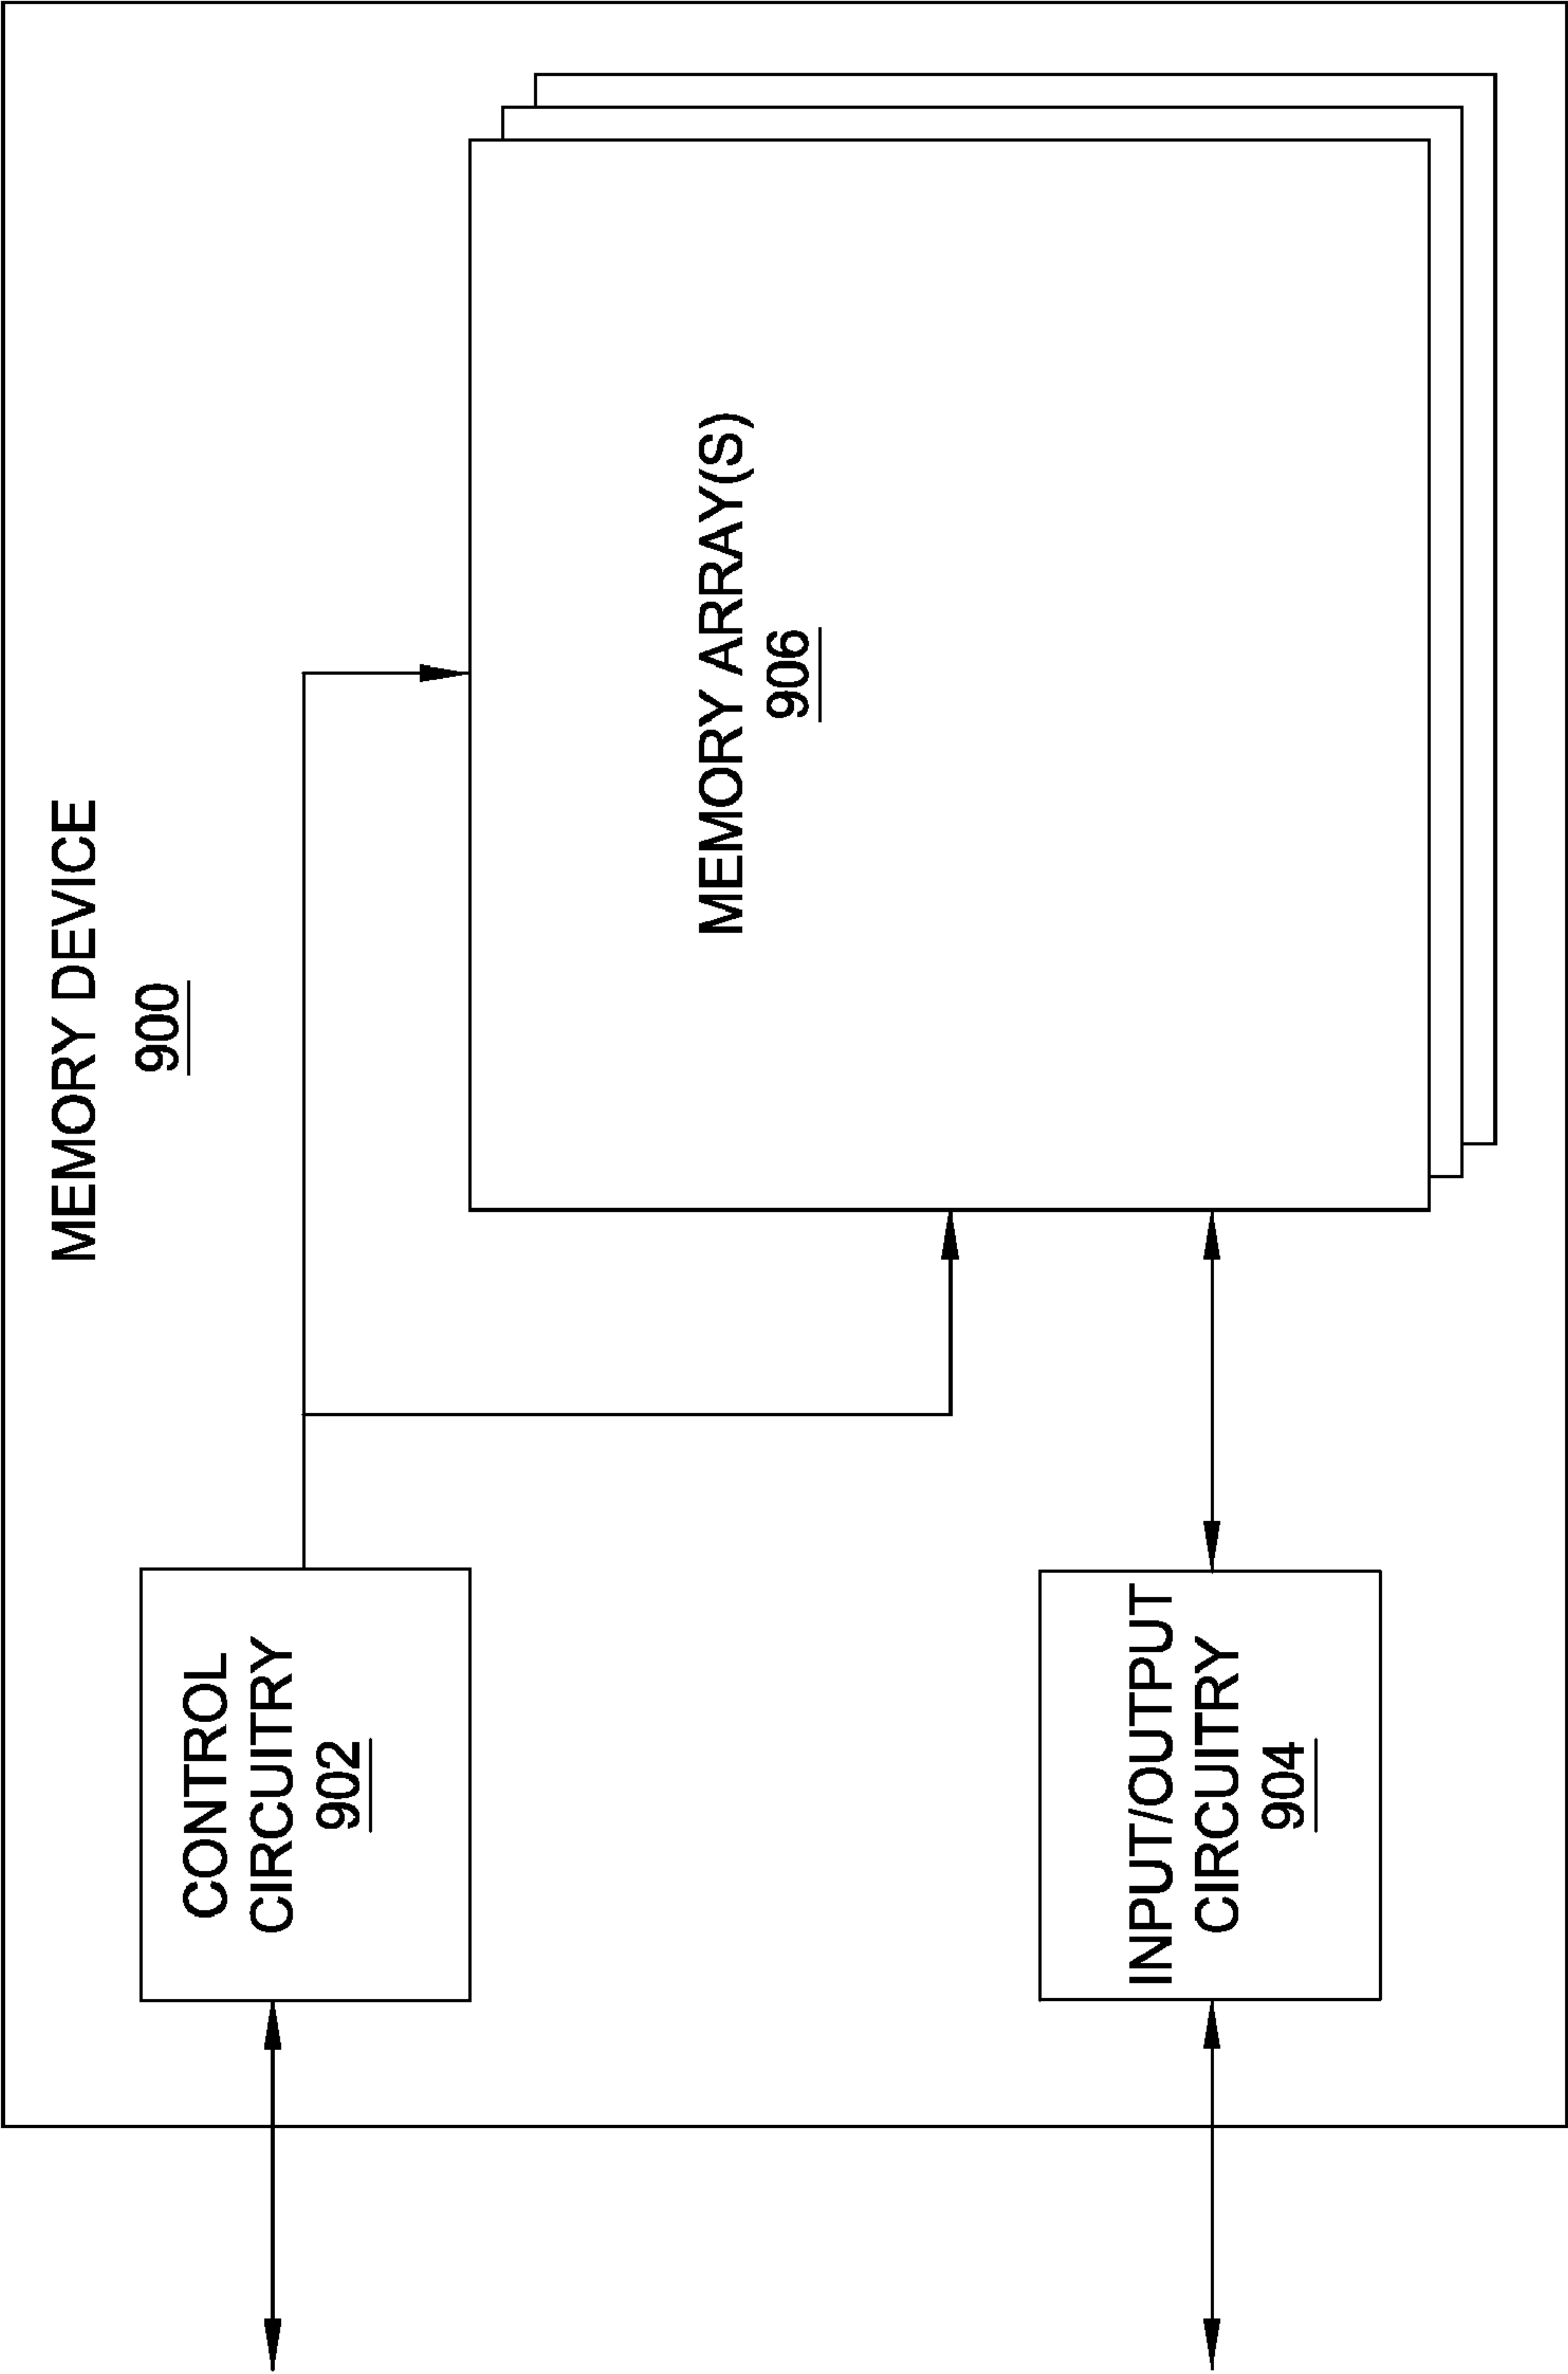 MEMORY DEVICE
900
CONTROL
CIRCUITRY
902
MEMORY ARRAY(S)
906
INPUT/OUTPUT
CIRCUITRY
904